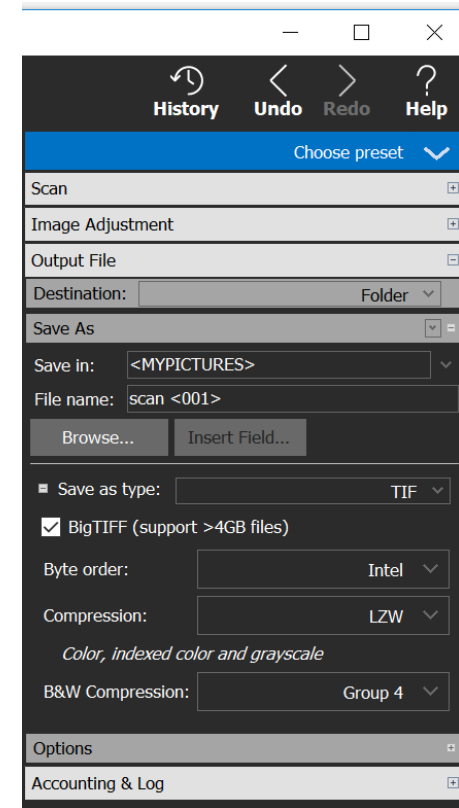 History Undo Redo Help
Choose preset
Scan
Image Adjustment
Output File
Destination: Folder
Save As
Save in: <MYPICTURES>
File name: scan <001>
Browse... Insert Field...
Save as type: TIF
BigTIFF (support >4GB files)
Byte order: Intel
Compression: LZW
Color, indexed color and grayscale
B&W Compression: Group 4
Options
Accounting & Log